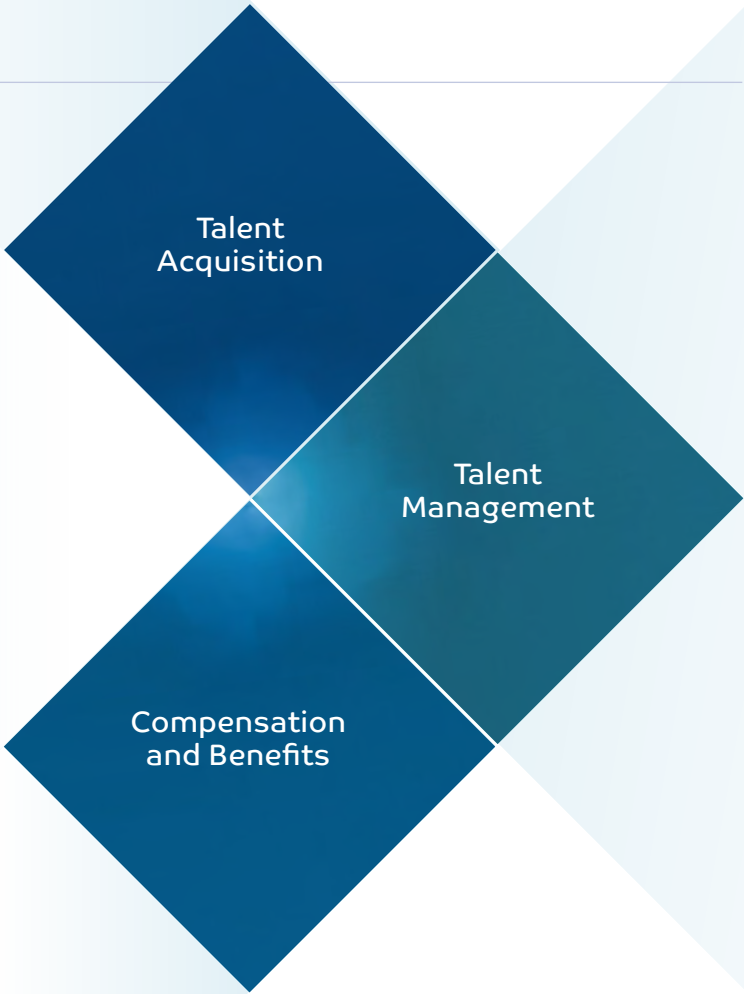 Talent
Acquisition
Talent
Management
Compensation
and Benefits